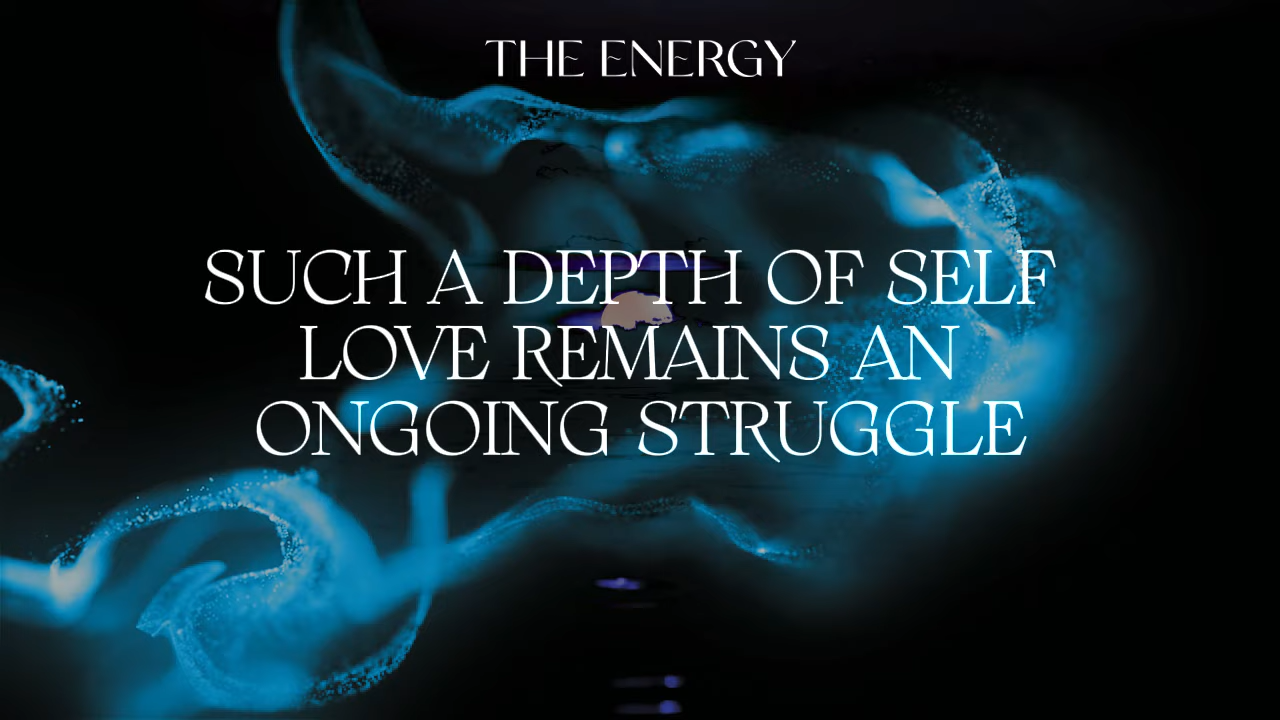 THE ENERGY
SUCH A DEPTH OF SELF
LOVE REMAINS AN
ONGOING STRUGGLE